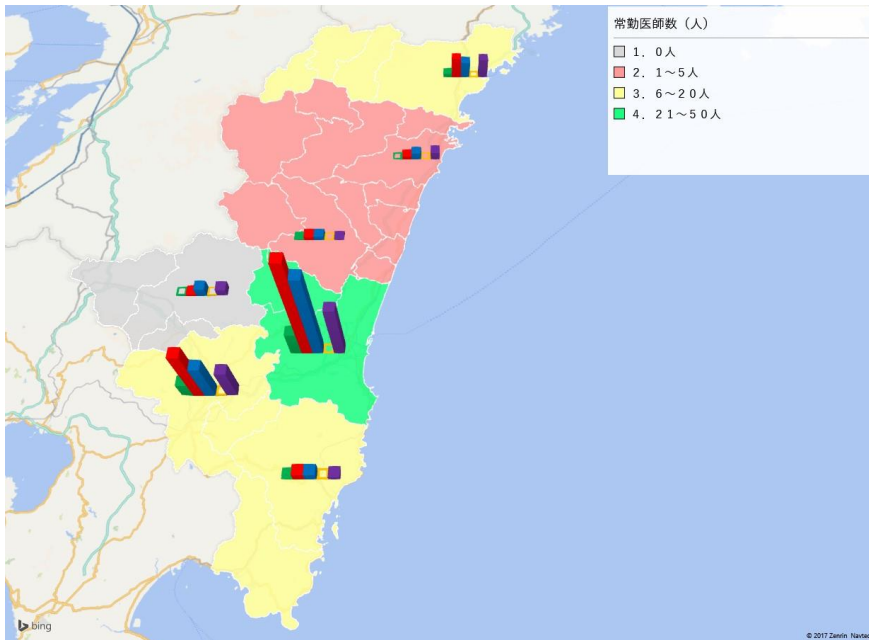 常勤医師数（人）
１．０人
２．１～５人
３．６～２０人
４．２１～５０人
bing
© 2017 Zenrin Navteq